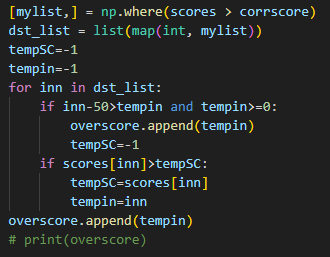 [mylist,] = np.where(scores > corrscore)
dst_list = list(map(int, mylist))
tempSC=-1
tempin=-1
for inn in dst_list:
    if inn-50>tempin and tempin>=0:
        overscore.append(tempin)
        tempSC=-1
    if scores[inn]>tempSC:
        tempSC=scores[inn]
        tempin=inn
overscore.append(tempin)
# print(overscore)